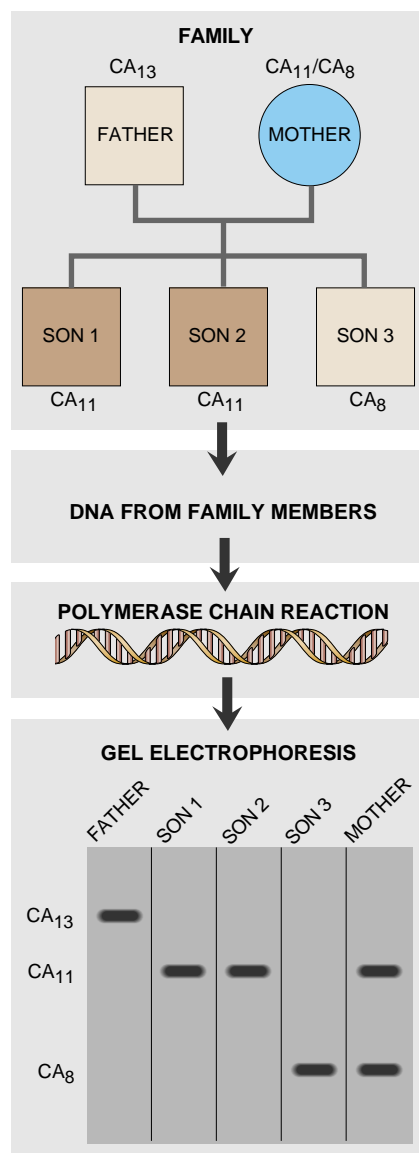 FAMILY
CA₁₃ CA₁₁/CA₈
FATHER MOTHER
SON 1 SON 2 SON 3
CA₁₁ CA₁₁ CA₈
DNA FROM FAMILY MEMBERS
POLYMERASE CHAIN REACTION
GEL ELECTROPHORESIS
FATHER SON 1 SON 2 SON 3 MOTHER
CA₁₃
CA₁₁
CA₈